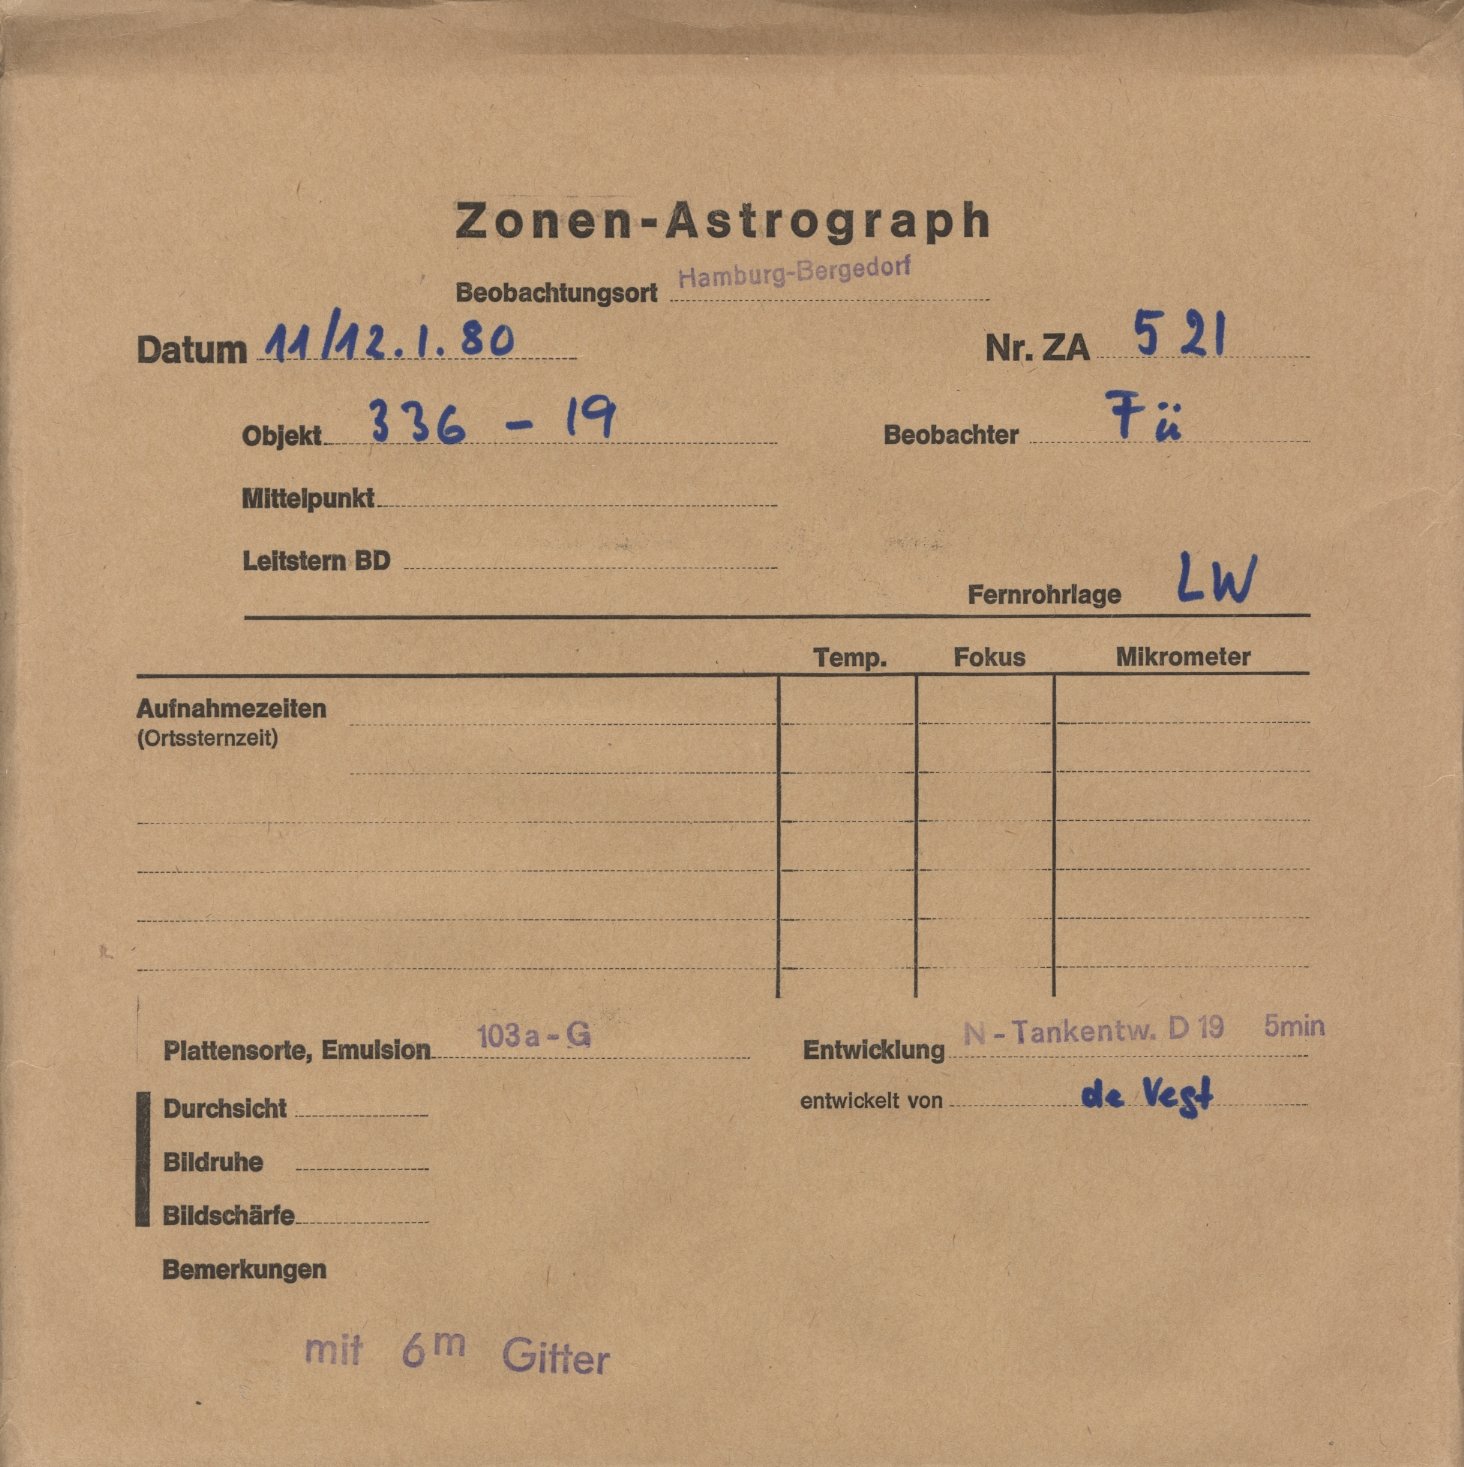 Zonen-Astrograph
Beobachtungsort Hamburg-Bergedorf
Datum 11/12.1.80 Nr. ZA 521
Objekt 336 - 19 Beobachter Fü
Mittelpunkt
Leitstern BD
Fernrohrlage LW
Temp. Fokus Mikrometer
Aufnahmezeiten
(Ortssternzeit)
Plattensorte, Emulsion 103a-G Entwicklung N-Tankentw. D19 5min
Durchsicht entwickelt von de Vegt
Bildruhe
Bildschärfe
Bemerkungen
mit 6m Gitter